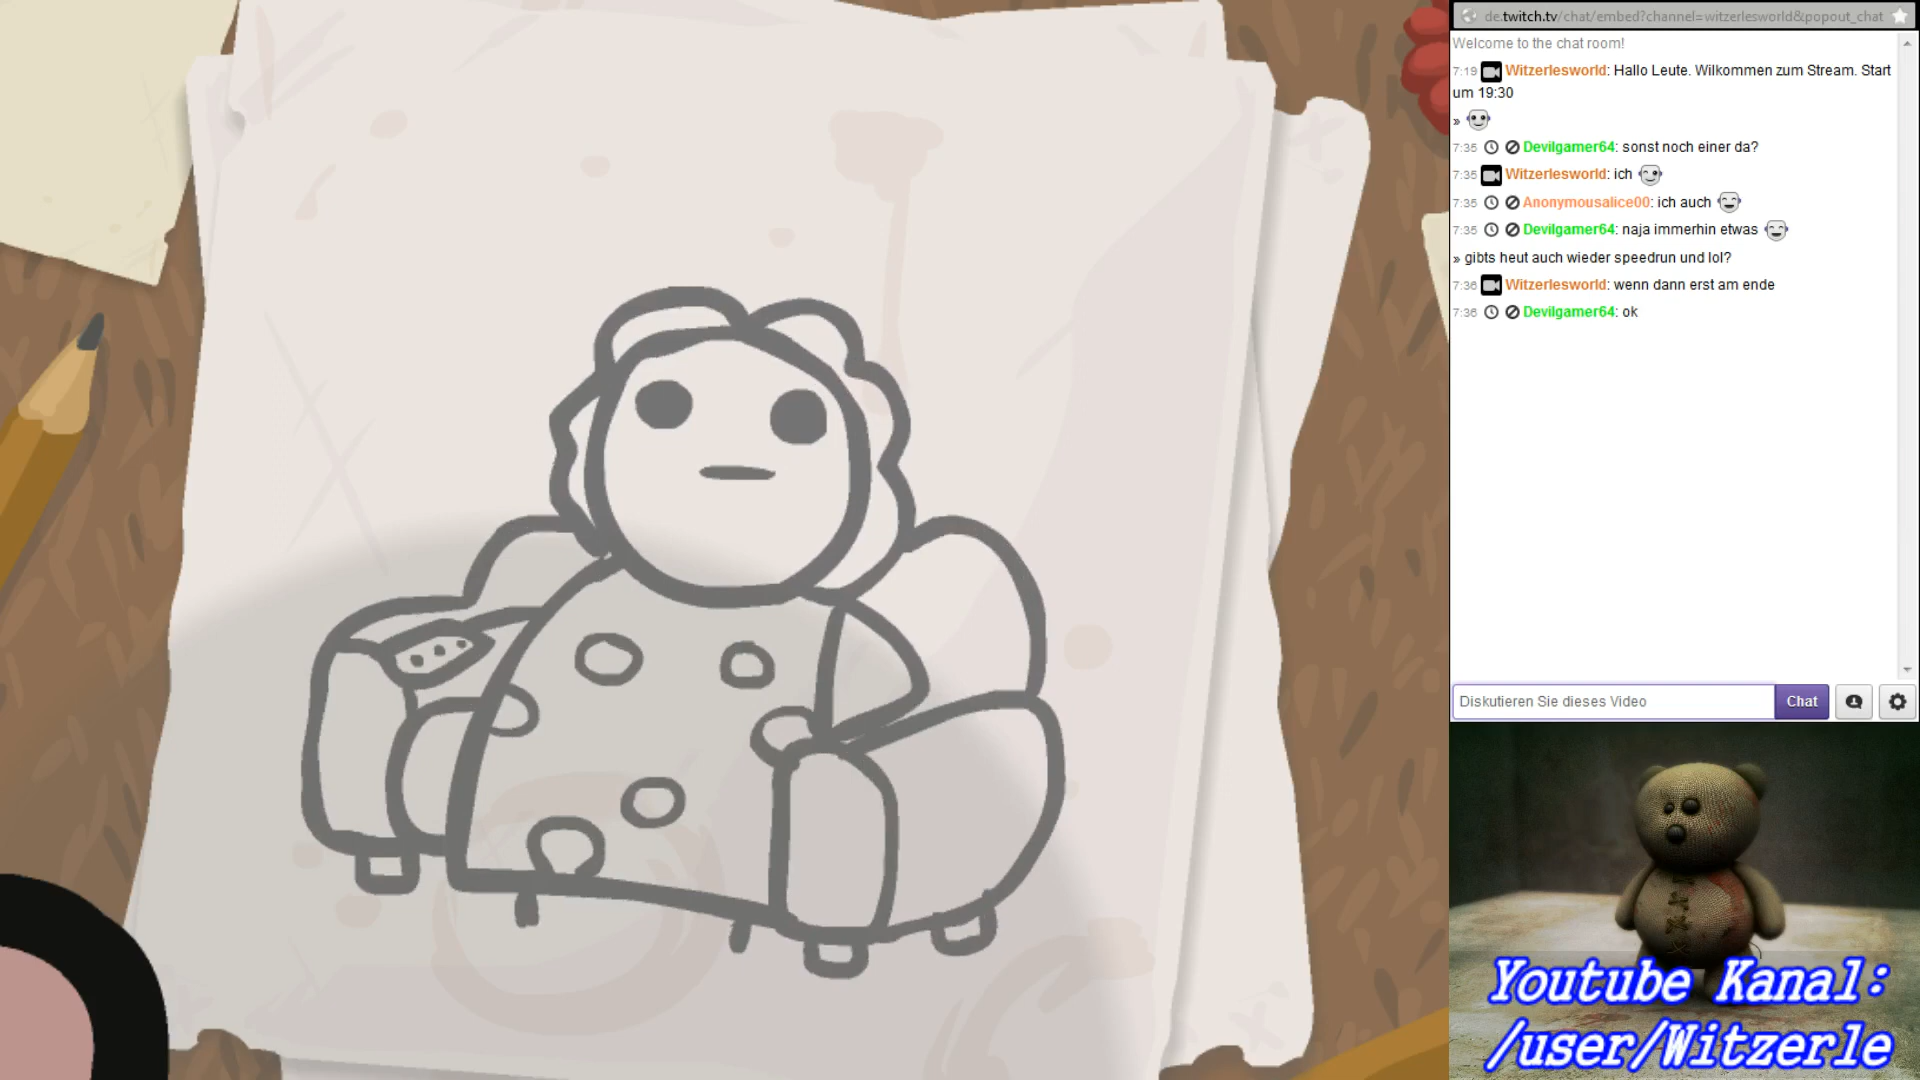 de.twitch.tv/chat/embed?channel=witzerlesworld&popout_chat
Welcome to the chat room!
7:19 Witzerlesworld: Hallo Leute. Wilkommen zum Stream. Start
um 19:30
»
7:35 Devilgamer64: sonst noch einer da?
7:35 Witzerlesworld: ich
7:35 Anonymousalice00: ich auch
7:35 Devilgamer64: naja immerhin etwas
» gibts heut auch wieder speedrun und lol?
7:36 Witzerlesworld: wenn dann erst am ende
7:36 Devilgamer64: ok
Diskutieren Sie dieses Video
Chat
Youtube Kanal:
/user/Witzerle